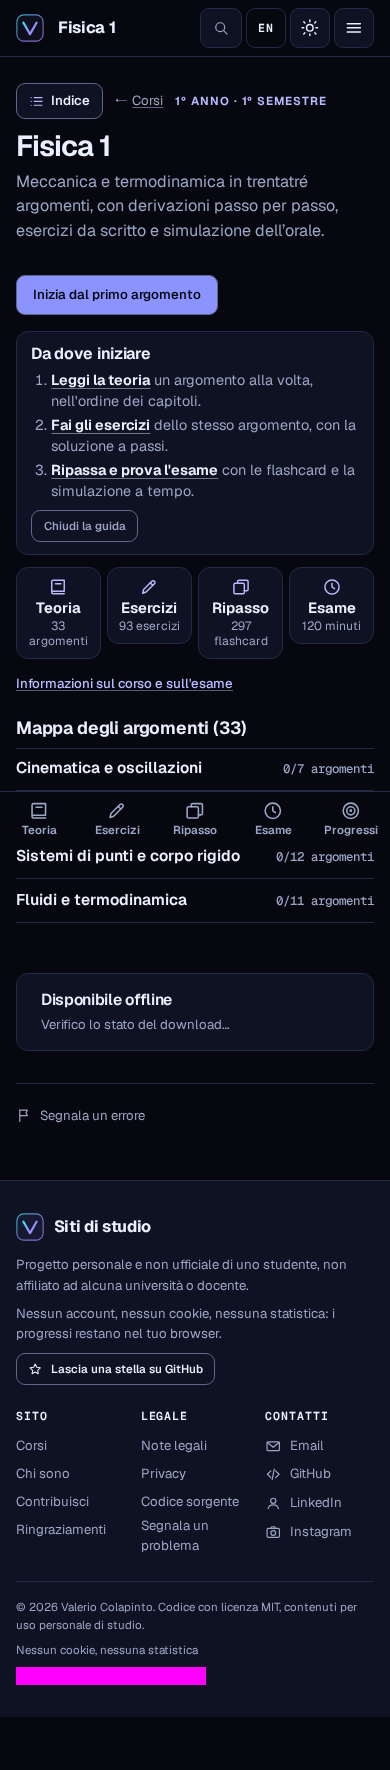 Fisica 1
EN
Indice
← Corsi
1° ANNO · 1° SEMESTRE
Fisica 1
Meccanica e termodinamica in trentatré
argomenti, con derivazioni passo per passo,
esercizi da scritto e simulazione dell'orale.
Inizia dal primo argomento
Da dove iniziare
1. Leggi la teoria un argomento alla volta,
nell'ordine dei capitoli.
2. Fai gli esercizi dello stesso argomento, con la
soluzione a passi.
3. Ripassa e prova l'esame con le flashcard e la
simulazione a tempo.
Chiudi la guida
Teoria
33
argomenti
Esercizi
93 esercizi
Ripasso
297
flashcard
Esame
120 minuti
Informazioni sul corso e sull'esame
Mappa degli argomenti (33)
Cinematica e oscillazioni
0/7 argomenti
Teoria
Esercizi
Ripasso
Esame
Progressi
Sistemi di punti e corpo rigido
0/12 argomenti
Fluidi e termodinamica
0/11 argomenti
Disponibile offline
Verifico lo stato del download…
Segnala un errore
Siti di studio
Progetto personale e non ufficiale di uno studente, non
affiliato ad alcuna università o docente.
Nessun account, nessun cookie, nessuna statistica: i
progressi restano nel tuo browser.
Lascia una stella su GitHub
SITO
Corsi
Chi sono
Contribuisci
Ringraziamenti
LEGALE
Note legali
Privacy
Codice sorgente
Segnala un
problema
CONTATTI
Email
GitHub
LinkedIn
Instagram
© 2026 Valerio Colapinto. Codice con licenza MIT, contenuti per
uso personale di studio.
Nessun cookie, nessuna statistica